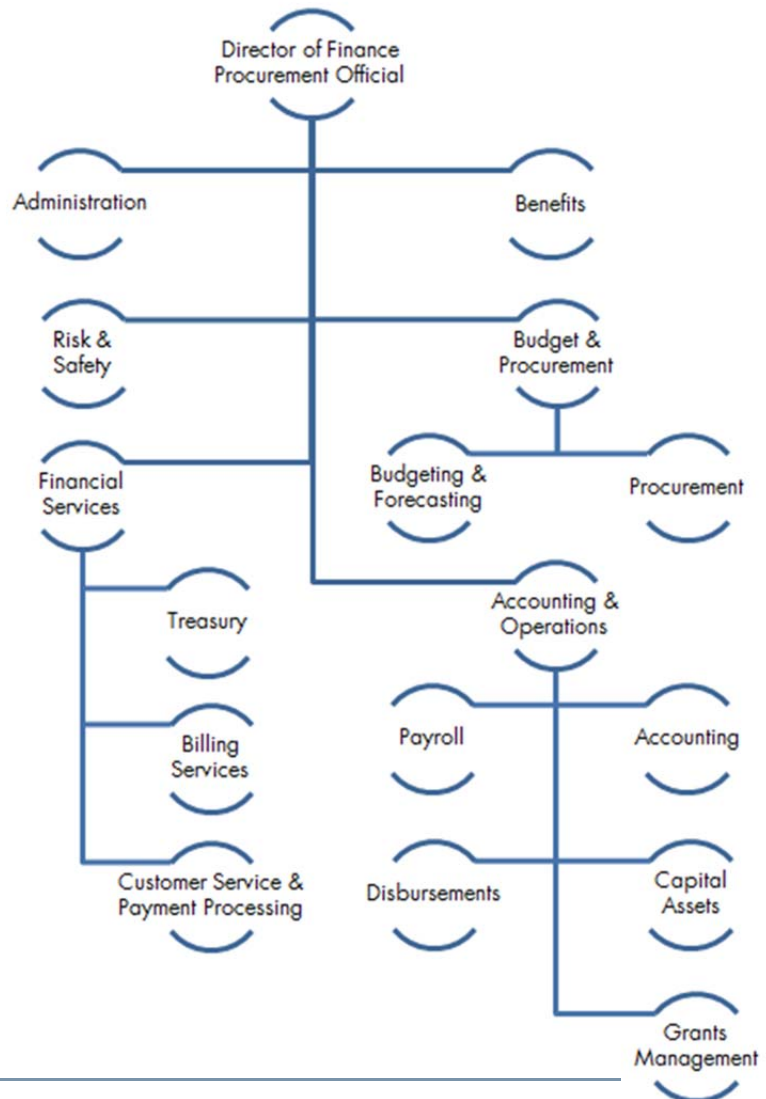 Director of Finance
Procurement Official
Administration
Benefits
Risk &
Safety
Budget &
Procurement
Financial
Services
Budgeting &
Forecasting
Procurement
Treasury
Accounting &
Operations
Billing
Services
Payroll
Accounting
Customer Service &
Payment Processing
Disbursements
Capital
Assets
Grants
Management